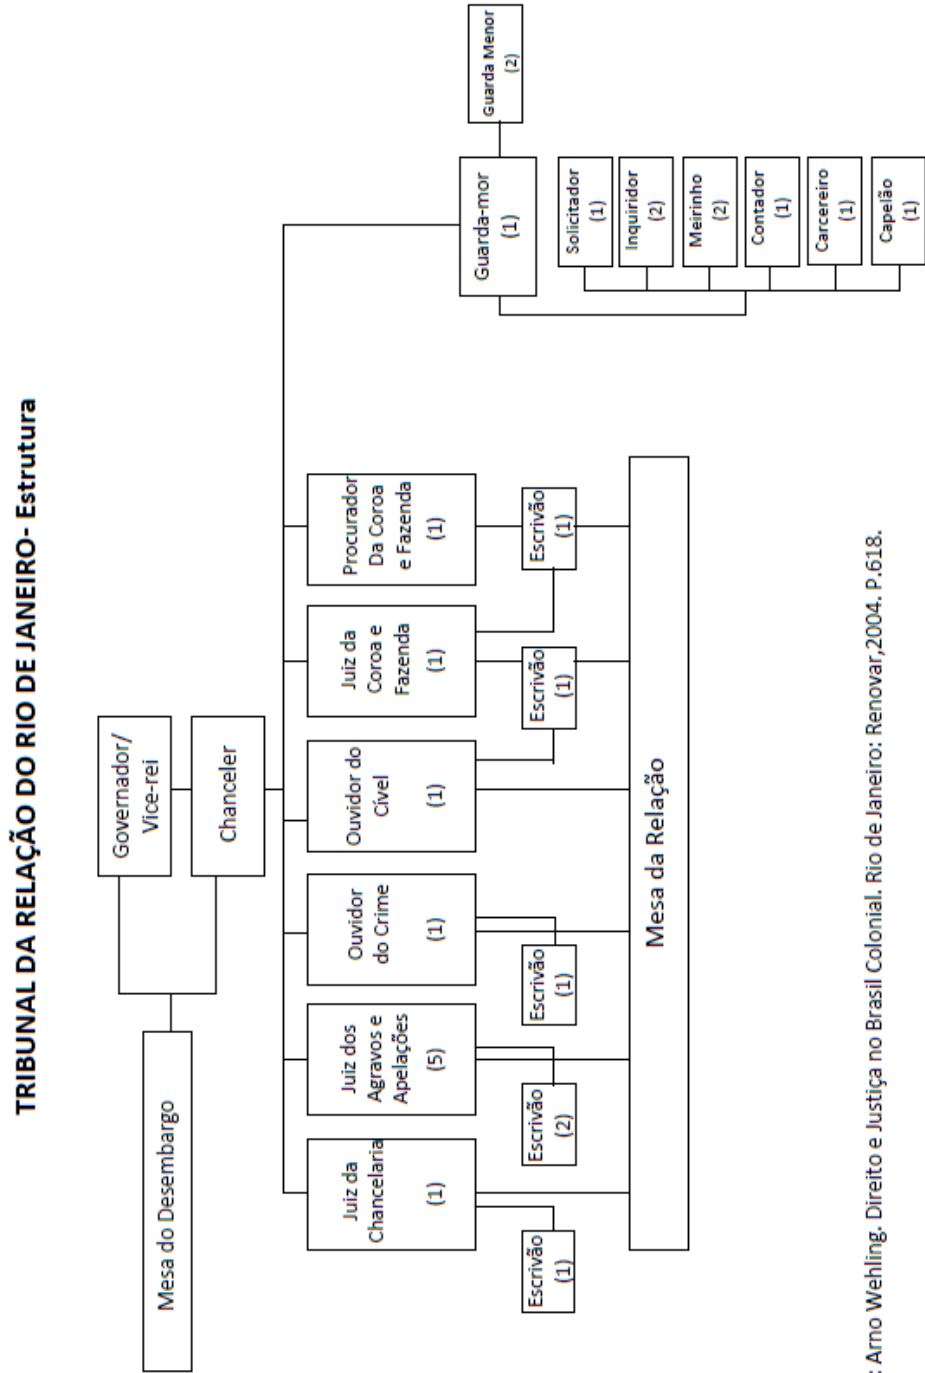 TRIBUNAL DA RELAÇÃO DO RIO DE JANEIRO- Estrutura
Mesa do Desembargo
Governador/
Vice-rei
Chanceler
Juiz da
Chancelaria
(1)
Juiz dos
Agravos e
Apelações
(5)
Ouvidor
do Crime
(1)
Ouvidor do
Cível
(1)
Juiz da
Coroa e
Fazenda
(1)
Procurador
Da Coroa
e Fazenda
(1)
Guarda-mor
(1)
Guarda Menor
(2)
Escrivão
(1)
Escrivão
(2)
Escrivão
(1)
Escrivão
(1)
Escrivão
(1)
Solicitador
(1)
Inquiridor
(2)
Meirinho
(2)
Contador
(1)
Carcereiro
(1)
Capelão
(1)
Mesa da Relação
: Arno Wehling. Direito e Justiça no Brasil Colonial. Rio de Janeiro: Renovar,2004. P.618.